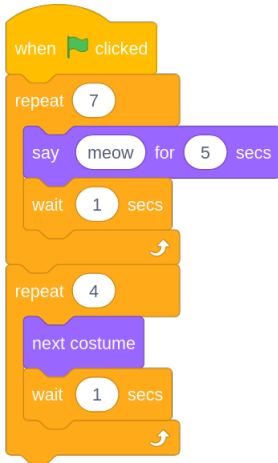 when clicked
repeat 7
say meow for 5 secs
wait 1 secs
repeat 4
next costume
wait 1 secs